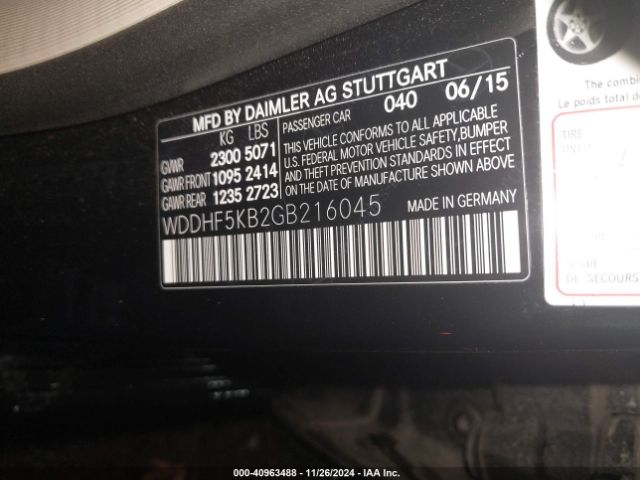 MFD BY DAIMLER AG STUTTGART
KG LBS PASSENGER CAR 040 06/15
GVWR 2300 5071
GAWR FRONT 1095 2414
GAWR REAR 1235 2723
THIS VEHICLE CONFORMS TO ALL APPLICABLE
U.S. FEDERAL MOTOR VEHICLE SAFETY, BUMPER
AND THEFT PREVENTION STANDARDS IN EFFECT
ON THE DATE OF MANUFACTURE SHOWN ABOVE
WDDHF5KB2GB216045
The combin
Le poids total de
TIRE
PNEU
DE SECOURS
000-40963488 - 11/26/2024 - IAA Inc.